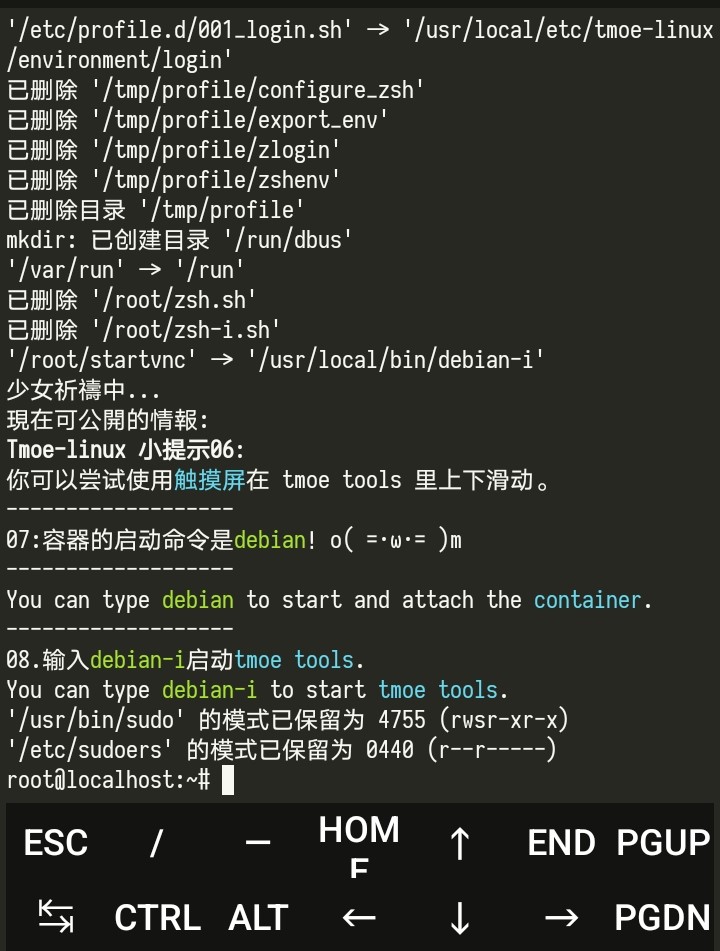 '/etc/profile.d/001_login.sh' -> '/usr/local/etc/tmoe-linux
/environment/login'
已删除 '/tmp/profile/configure_zsh'
已删除 '/tmp/profile/export_env'
已删除 '/tmp/profile/zlogin'
已删除 '/tmp/profile/zshenv'
已删除目录 '/tmp/profile'
mkdir: 已创建目录 '/run/dbus'
'/var/run' -> '/run'
已删除 '/root/zsh.sh'
已删除 '/root/zsh-i.sh'
'/root/startvnc' -> '/usr/local/bin/debian-i'
少女祈禱中...
現在可公開的情報:
Tmoe-linux 小提示06:
你可以尝试使用触摸屏在 tmoe tools 里上下滑动。
-------------------
07:容器的启动命令是debian! o( =·ω·= )m
-------------------
You can type debian to start and attach the container.
-------------------
08.输入debian-i启动tmoe tools.
You can type debian-i to start tmoe tools.
'/usr/bin/sudo' 的模式已保留为 4755 (rwsr-xr-x)
'/etc/sudoers' 的模式已保留为 0440 (r--r-----)
root@localhost:~#
ESC / — HOME ↑ END PGUP
↹ CTRL ALT ← ↓ → PGDN